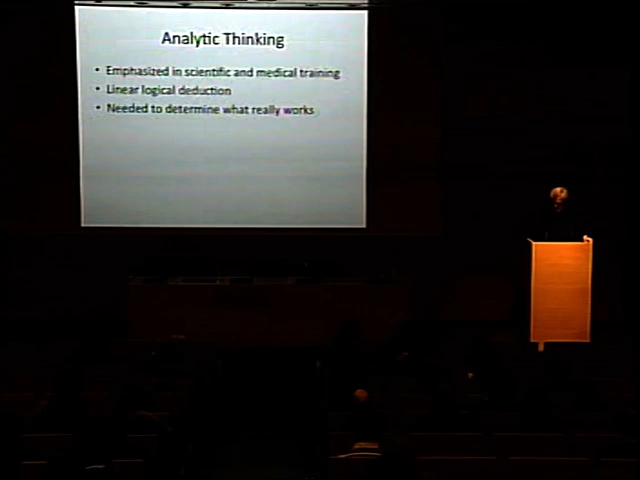 Analytic Thinking
• Emphasized in scientific and medical training
• Linear logical deduction
• Needed to determine what really works